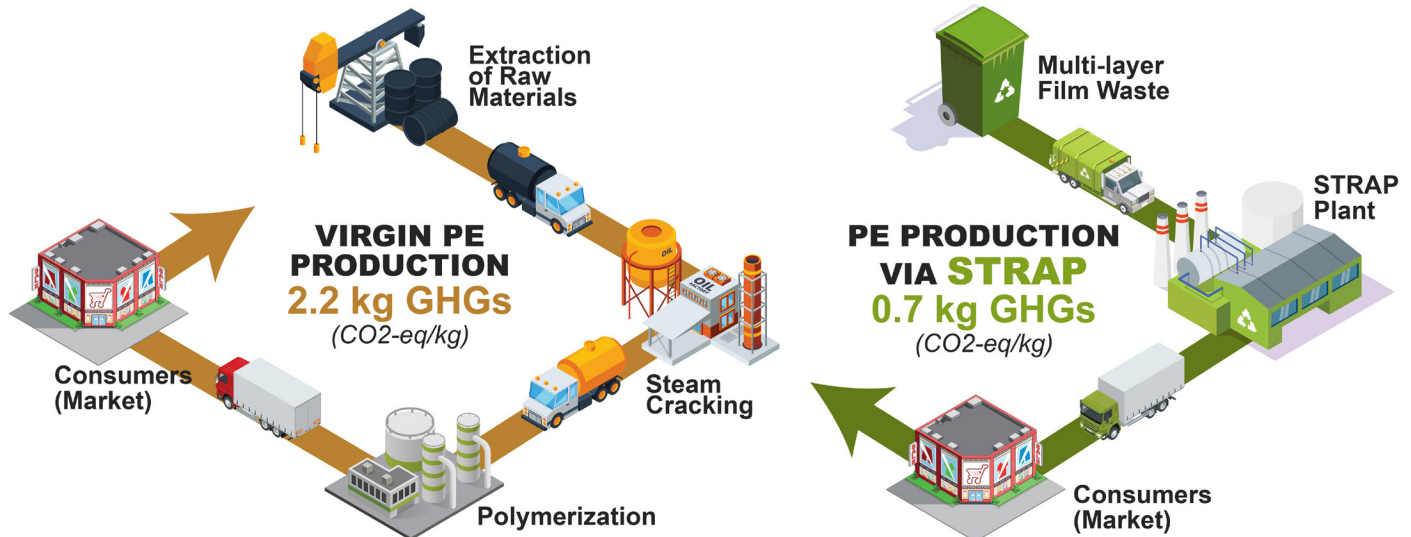 Extraction
of Raw
Materials
VIRGIN PE
PRODUCTION
2.2 kg GHGs
(CO2-eq/kg)
OIL
OIL
FACTORY
Steam
Cracking
Consumers
(Market)
Polymerization
Multi-layer
Film Waste
STRAP
Plant
PE PRODUCTION
VIA STRAP
0.7 kg GHGs
(CO2-eq/kg)
Consumers
(Market)